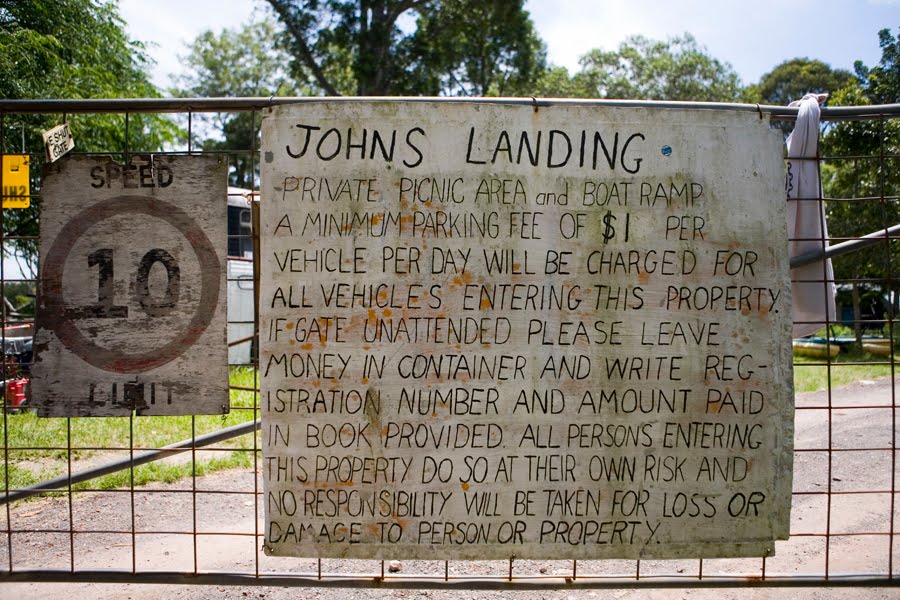 JOHNS LANDING
PRIVATE PICNIC AREA and BOAT RAMP
A MINIMUM PARKING FEE OF $1 PER
VEHICLE PER DAY WILL BE CHARGED FOR
ALL VEHICLES ENTERING THIS PROPERTY.
IF GATE UNATTENDED PLEASE LEAVE
MONEY IN CONTAINER AND WRITE REG-
ISTRATION NUMBER AND AMOUNT PAID
IN BOOK PROVIDED. ALL PERSONS ENTERING
THIS PROPERTY DO SO AT THEIR OWN RISK AND
NO RESPONSIBILITY WILL BE TAKEN FOR LOSS OR
DAMAGE TO PERSON OR PROPERTY.
SPEED
10
LIMIT
SHUT
GATE